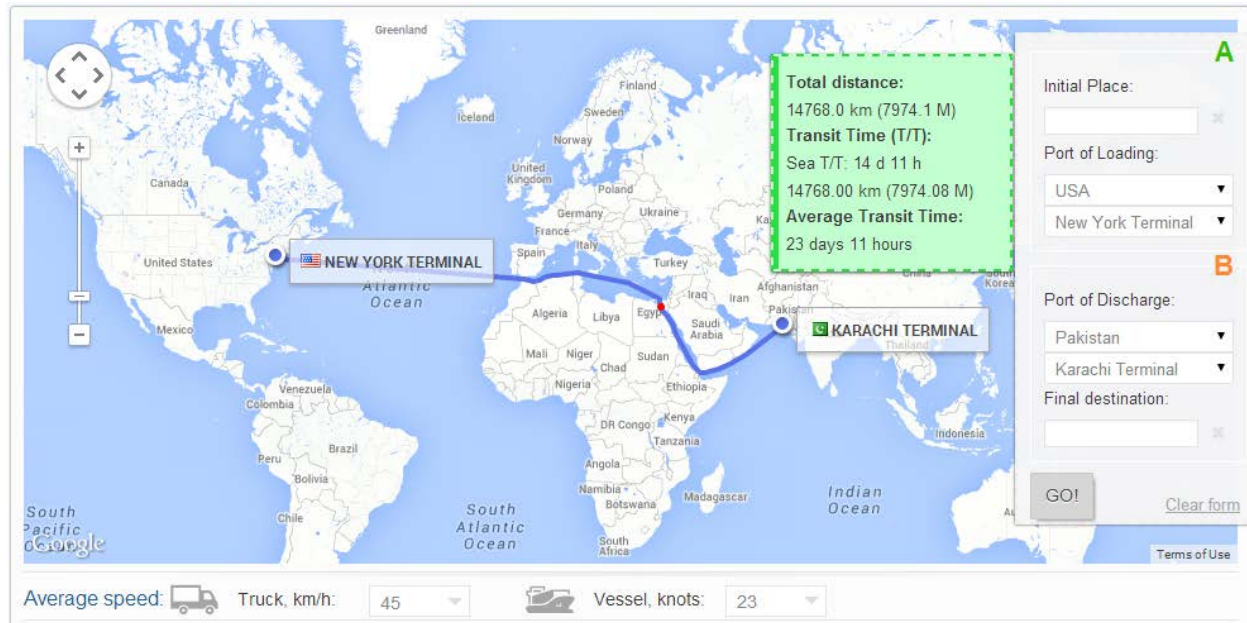 Greenland
Finland
Sweden
Iceland
Norway
Canada
United
Kingdom
Poland
Germany
Ukraine
France
Italy
Spain
Turkey
United States
NEW YORK TERMINAL
Atlantic
Ocean
Afghanistan
Iraq
Iran
Pakistan
China
Algeria
Libya
Egypt
Saudi
Arabia
KARACHI TERMINAL
Thailand
Mexico
Mali
Niger
Chad
Sudan
Nigeria
Ethiopia
Venezuela
Colombia
DR Congo
Kenya
Tanzania
Indonesia
Brazil
Peru
Angola
Bolivia
Namibia
Botswana
Madagascar
Indian
Ocean
Chile
South
Pacific
South
Atlantic
Ocean
South
Africa
Google
Terms of Use
Total distance:
14768.0 km (7974.1 M)
Transit Time (T/T):
Sea T/T: 14 d 11 h
14768.00 km (7974.08 M)
Average Transit Time:
23 days 11 hours
A
Initial Place:
Port of Loading:
USA
New York Terminal
B
Port of Discharge:
Pakistan
Karachi Terminal
Final destination:
GO!
Clear form
Average speed: Truck, km/h: 45 Vessel, knots: 23